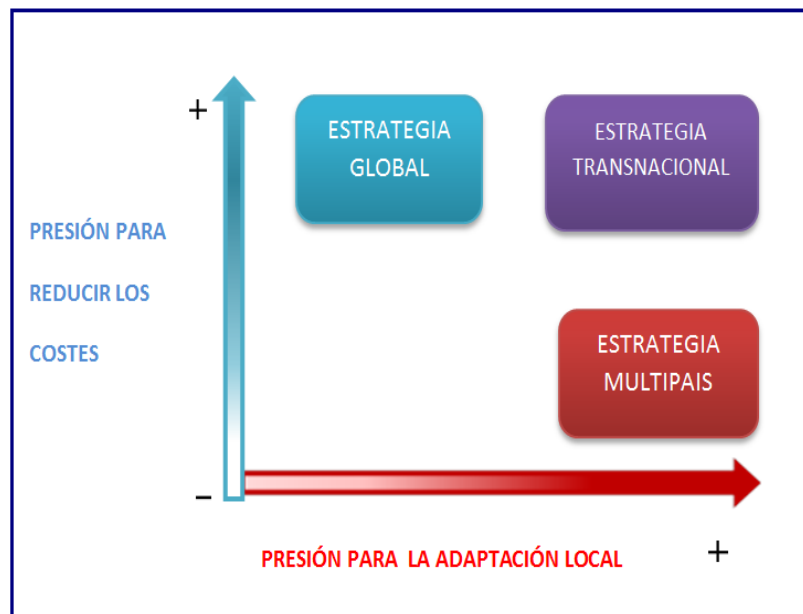 +
ESTRATEGIA
GLOBAL
ESTRATEGIA
TRANSNACIONAL
PRESIÓN PARA
REDUCIR LOS
COSTES
ESTRATEGIA
MULTIPAIS
–
PRESIÓN PARA LA ADAPTACIÓN LOCAL
+